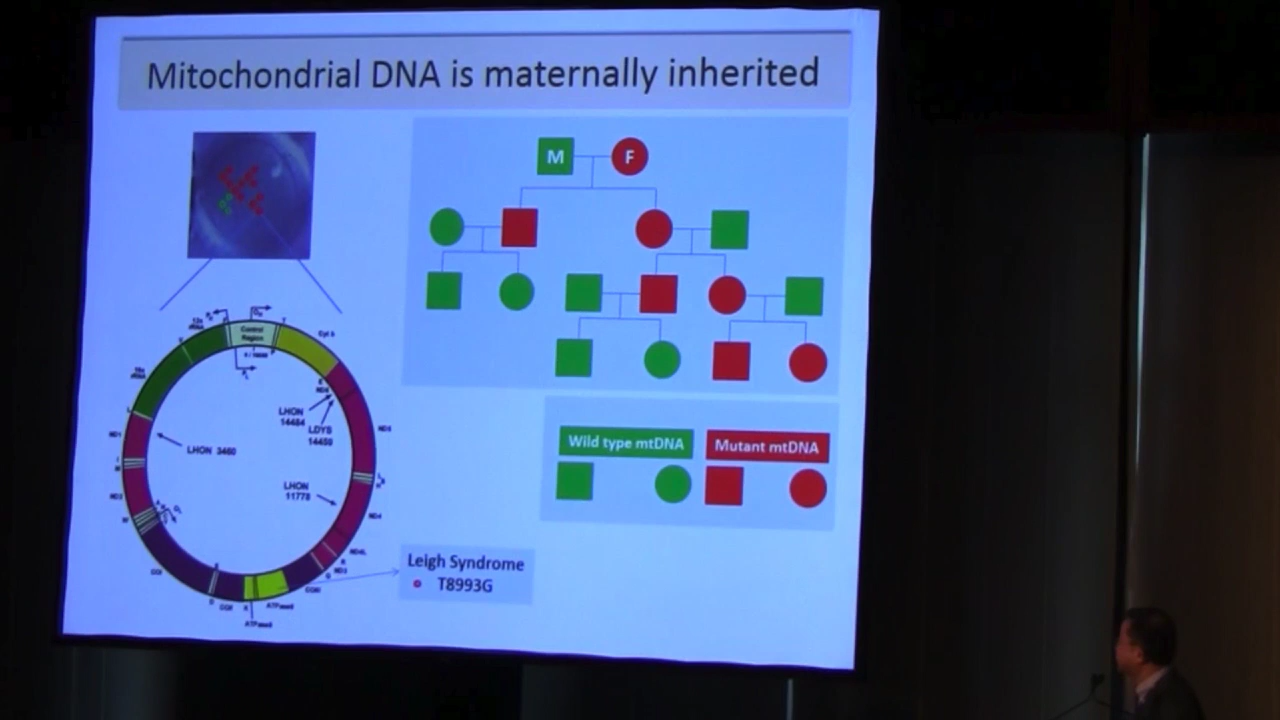 Mitochondrial DNA is maternally inherited
M
F
Control
Region
Cyt b
LHON
14484
LDYS
14459
LHON 3460
LHON
11778
ND1
ND2
ND5
ND4
ND4L
ND3
COI
COII
COIII
ATPase6
ATPase8
Wild type mtDNA
Mutant mtDNA
Leigh Syndrome
T8993G